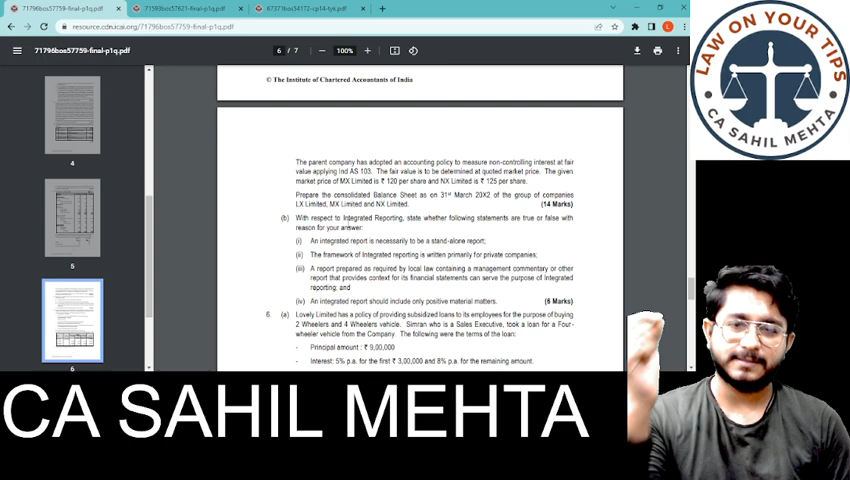 71796bos57759-final-p1q.pdf
71593bos57621-final-p1q.pdf
67371bos54172-cp14-tyk.pdf
resource.cdn.icai.org/71796bos57759-final-p1q.pdf
71796bos57759-final-p1q.pdf
6 / 7
100%
LAW ON YOUR TIPS
CA SAHIL MEHTA
4
5
6
© The Institute of Chartered Accountants of India
The parent company has adopted an accounting policy to measure non-controlling interest at fair
value applying Ind AS 103. The fair value is to be determined at quoted market price. The given
market price of MX Limited is ₹ 120 per share and NX Limited is ₹ 125 per share.
Prepare the consolidated Balance Sheet as on 31st March 20X2 of the group of companies
LX Limited, MX Limited and NX Limited. (14 Marks)
(b) With respect to Integrated Reporting, state whether following statements are true or false with
reason for your answer:
(i) An integrated report is necessarily to be a stand-alone report;
(ii) The framework of Integrated reporting is written primarily for private companies;
(iii) A report prepared as required by local law containing a management commentary or other
report that provides context for its financial statements can serve the purpose of Integrated
reporting; and
(iv) An integrated report should include only positive material matters. (6 Marks)
6. (a) Lovely Limited has a policy of providing subsidized loans to its employees for the purpose of buying
2 Wheelers and 4 Wheelers vehicle. Simran who is a Sales Executive, took a loan for a Four-
wheeler vehicle from the Company. The following were the terms of the loan:
- Principal amount : ₹ 9,00,000
- Interest: 5% p.a. for the first ₹ 3,00,000 and 8% p.a. for the remaining amount.
CA SAHIL MEHTA